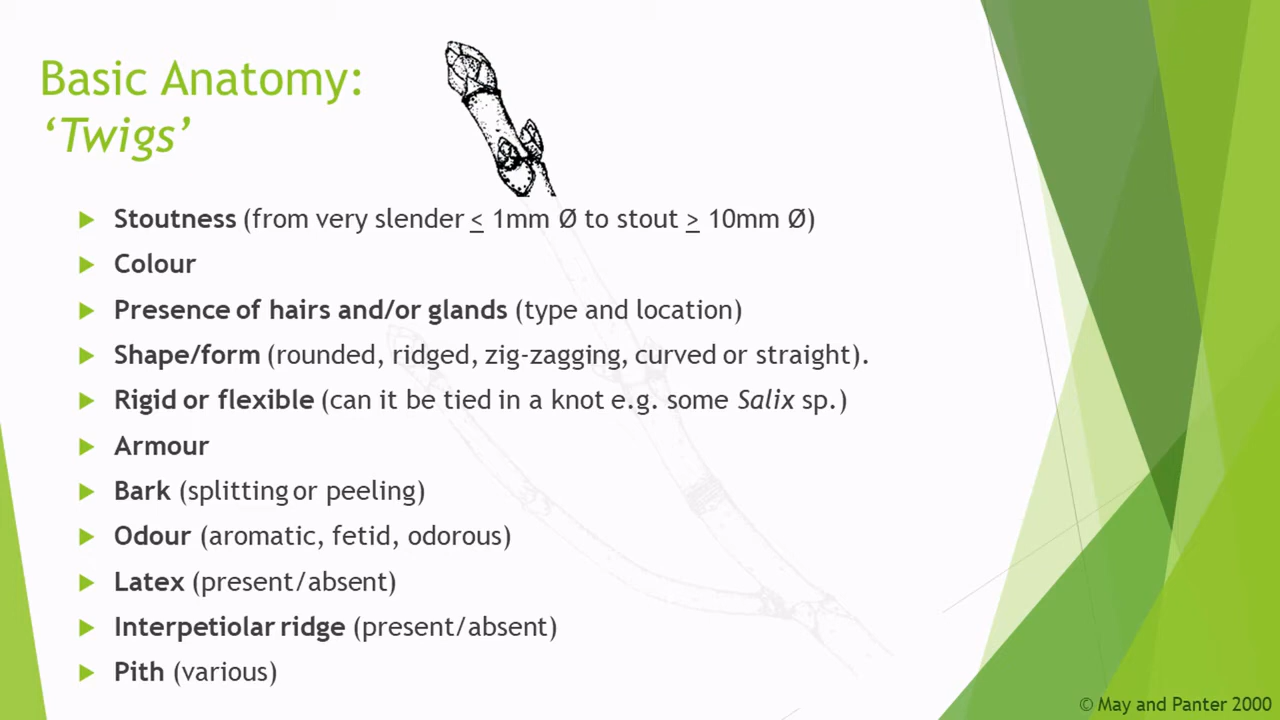 Basic Anatomy:
‘Twigs’
Stoutness (from very slender < 1mm Ø to stout > 10mm Ø)
Colour
Presence of hairs and/or glands (type and location)
Shape/form (rounded, ridged, zig-zagging, curved or straight).
Rigid or flexible (can it be tied in a knot e.g. some Salix sp.)
Armour
Bark (splitting or peeling)
Odour (aromatic, fetid, odorous)
Latex (present/absent)
Interpetiolar ridge (present/absent)
Pith (various)
© May and Panter 2000